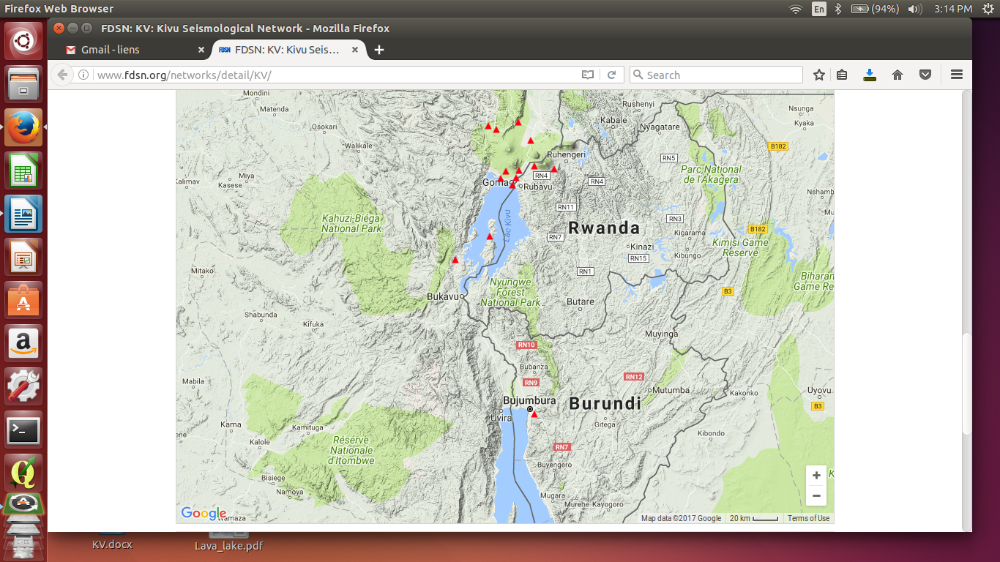 Firefox Web Browser
En
(94%)
3:14 PM
FDSN: KV: Kivu Seismological Network - Mozilla Firefox
Gmail - liens
FDSN
FDSN: KV: Kivu Seis…
www.fdsn.org/networks/detail/KV/
Search
Mondini
Matenda
Osokari
Walikale
Miya
Kasese
Kalimav
Rushenyi
Kabale
Nyagatare
Nsunga
Kyaka
B182
RN5
Parc National
de l'Akagera
Ruhengeri
RN4
RN4
Goma
Rubavu
Nshamb
Mu
Kahuzi-Biéga
National Park
Lac Kivu
RN11
RN3
Rwanda
Kigarama
B182
RN7
Kinazi
Kibungo
Kimisi Game
Reserve
RN15
Mitako
RN1
Biharan
Game Re
Nyungwe
Forest
National Park
B3
Bukavu
Butare
Shabunda
Kifuka
Muyinga
RN10
Bubanza
RN9
RN12
Mabila
Mutumba
Kakonko
Uyovu
B3
Bujumbura
Burundi
Uvira
ene
Kama
Kamituga
Gitega
Kibondo
Kalole
Réserve
Nationale
d'Itombwe
RN7
Buyengero
Bisiege
Namoya
Mugara
Murehe
Kayogoro
K
Google
Wamaza
Map data ©2017 Google
20 km
Terms of Use
KV.docx
Lava_lake.pdf